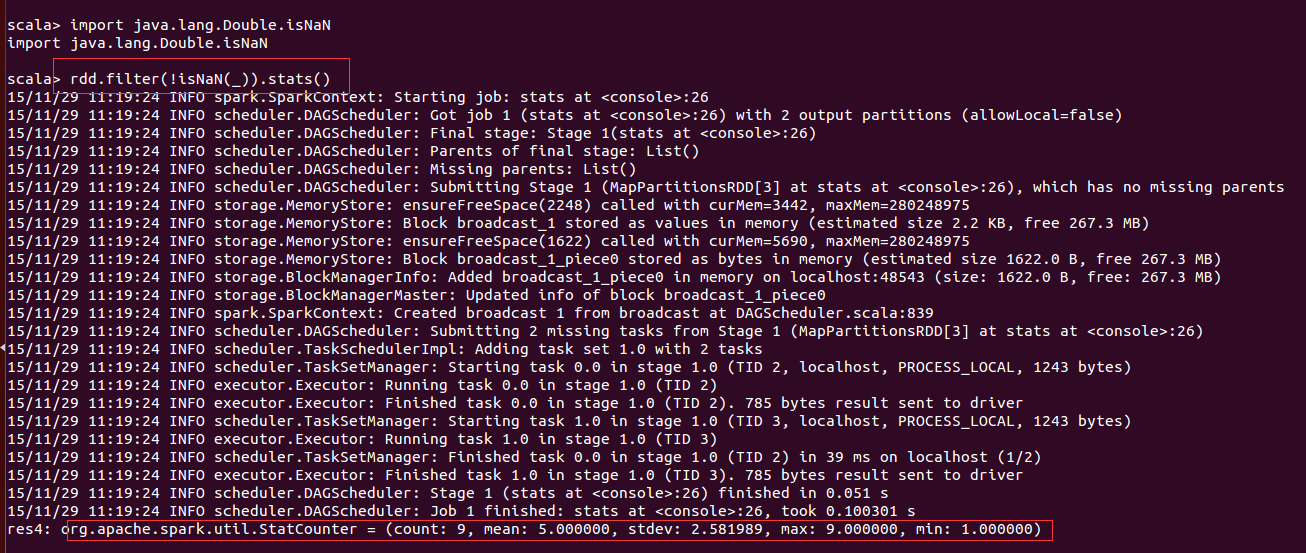 scala> import java.lang.Double.isNaN
import java.lang.Double.isNaN
scala> rdd.filter(!isNaN(_)).stats()
15/11/29 11:19:24 INFO spark.SparkContext: Starting job: stats at <console>:26
15/11/29 11:19:24 INFO scheduler.DAGScheduler: Got job 1 (stats at <console>:26) with 2 output partitions (allowLocal=false)
15/11/29 11:19:24 INFO scheduler.DAGScheduler: Final stage: Stage 1(stats at <console>:26)
15/11/29 11:19:24 INFO scheduler.DAGScheduler: Parents of final stage: List()
15/11/29 11:19:24 INFO scheduler.DAGScheduler: Missing parents: List()
15/11/29 11:19:24 INFO scheduler.DAGScheduler: Submitting Stage 1 (MapPartitionsRDD[3] at stats at <console>:26), which has no missing parents
15/11/29 11:19:24 INFO storage.MemoryStore: ensureFreeSpace(2248) called with curMem=3442, maxMem=280248975
15/11/29 11:19:24 INFO storage.MemoryStore: Block broadcast_1 stored as values in memory (estimated size 2.2 KB, free 267.3 MB)
15/11/29 11:19:24 INFO storage.MemoryStore: ensureFreeSpace(1622) called with curMem=5690, maxMem=280248975
15/11/29 11:19:24 INFO storage.MemoryStore: Block broadcast_1_piece0 stored as bytes in memory (estimated size 1622.0 B, free 267.3 MB)
15/11/29 11:19:24 INFO storage.BlockManagerInfo: Added broadcast_1_piece0 in memory on localhost:48543 (size: 1622.0 B, free: 267.3 MB)
15/11/29 11:19:24 INFO storage.BlockManagerMaster: Updated info of block broadcast_1_piece0
15/11/29 11:19:24 INFO spark.SparkContext: Created broadcast 1 from broadcast at DAGScheduler.scala:839
15/11/29 11:19:24 INFO scheduler.DAGScheduler: Submitting 2 missing tasks from Stage 1 (MapPartitionsRDD[3] at stats at <console>:26)
15/11/29 11:19:24 INFO scheduler.TaskSchedulerImpl: Adding task set 1.0 with 2 tasks
15/11/29 11:19:24 INFO scheduler.TaskSetManager: Starting task 0.0 in stage 1.0 (TID 2, localhost, PROCESS_LOCAL, 1243 bytes)
15/11/29 11:19:24 INFO executor.Executor: Running task 0.0 in stage 1.0 (TID 2)
15/11/29 11:19:24 INFO executor.Executor: Finished task 0.0 in stage 1.0 (TID 2). 785 bytes result sent to driver
15/11/29 11:19:24 INFO scheduler.TaskSetManager: Starting task 1.0 in stage 1.0 (TID 3, localhost, PROCESS_LOCAL, 1243 bytes)
15/11/29 11:19:24 INFO executor.Executor: Running task 1.0 in stage 1.0 (TID 3)
15/11/29 11:19:24 INFO scheduler.TaskSetManager: Finished task 0.0 in stage 1.0 (TID 2) in 39 ms on localhost (1/2)
15/11/29 11:19:24 INFO executor.Executor: Finished task 1.0 in stage 1.0 (TID 3). 785 bytes result sent to driver
15/11/29 11:19:24 INFO scheduler.DAGScheduler: Stage 1 (stats at <console>:26) finished in 0.051 s
15/11/29 11:19:24 INFO scheduler.DAGScheduler: Job 1 finished: stats at <console>:26, took 0.100301 s
res4: org.apache.spark.util.StatCounter = (count: 9, mean: 5.000000, stdev: 2.581989, max: 9.000000, min: 1.000000)